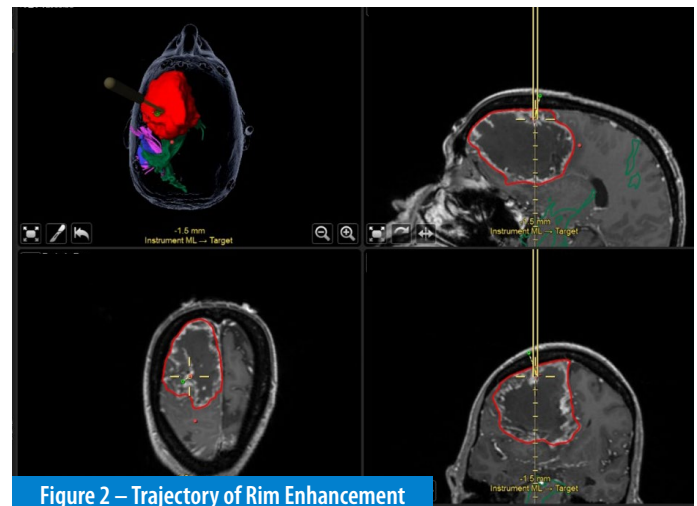 -1.5 mm
Instrument ML → Target
-1.5 mm
Instrument ML → Target
-1.5 mm
Instrument ML → Target
Figure 2 – Trajectory of Rim Enhancement